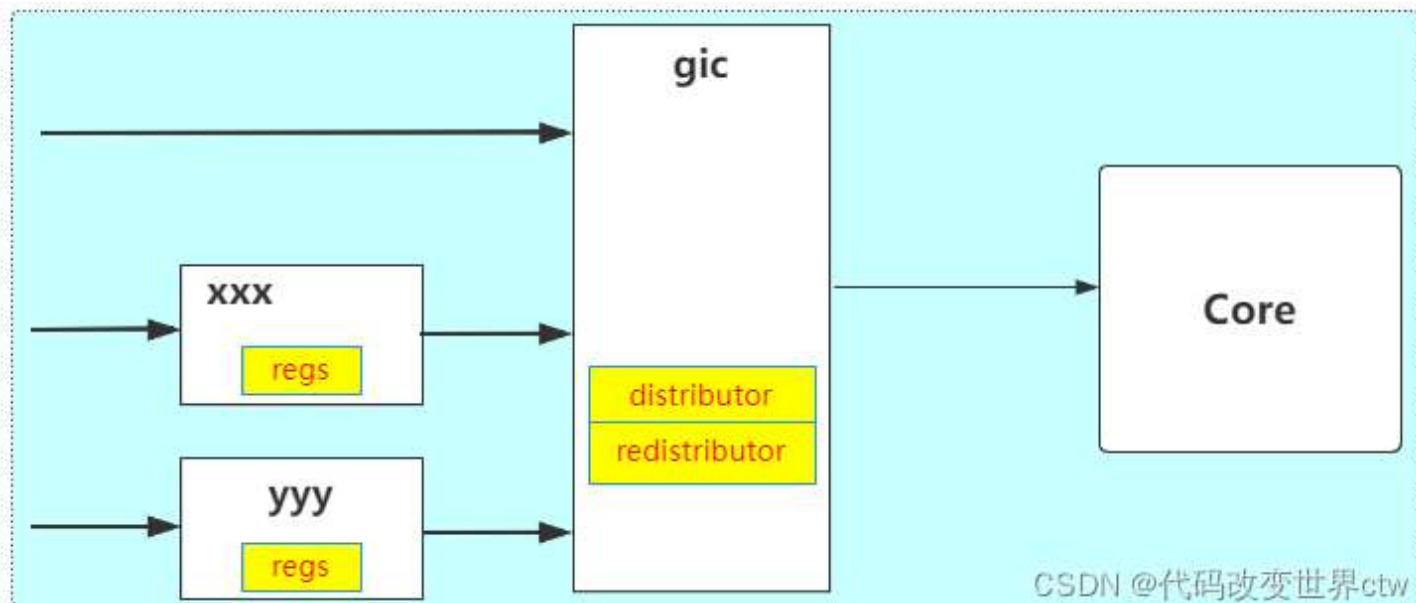 gic
xxx
regs
Core
distributor
redistributor
yyy
regs
CSDN @代码改变世界ctw